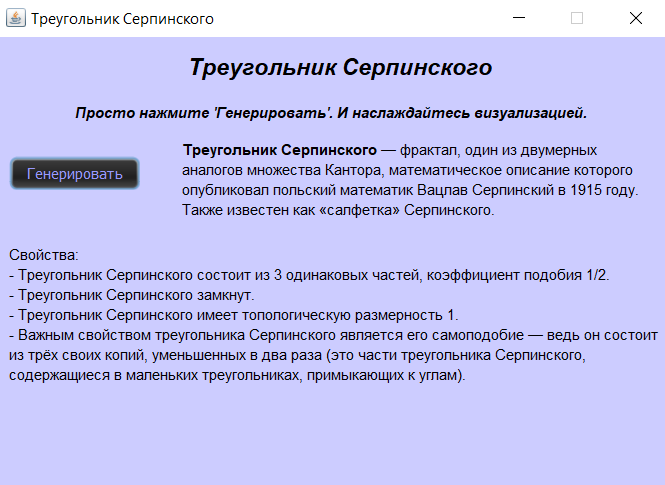 Треугольник Серпинского
Треугольник Серпинского
Просто нажмите 'Генерировать'. И наслаждайтесь визуализацией.
Генерировать
Треугольник Серпинского — фрактал, один из двумерных
аналогов множества Кантора, математическое описание которого
опубликовал польский математик Вацлав Серпинский в 1915 году.
Также известен как «салфетка» Серпинского.
Свойства:
- Треугольник Серпинского состоит из 3 одинаковых частей, коэффициент подобия 1/2.
- Треугольник Серпинского замкнут.
- Треугольник Серпинского имеет топологическую размерность 1.
- Важным свойством треугольника Серпинского является его самоподобие — ведь он состоит
из трёх своих копий, уменьшенных в два раза (это части треугольника Серпинского,
содержащиеся в маленьких треугольниках, примыкающих к углам).